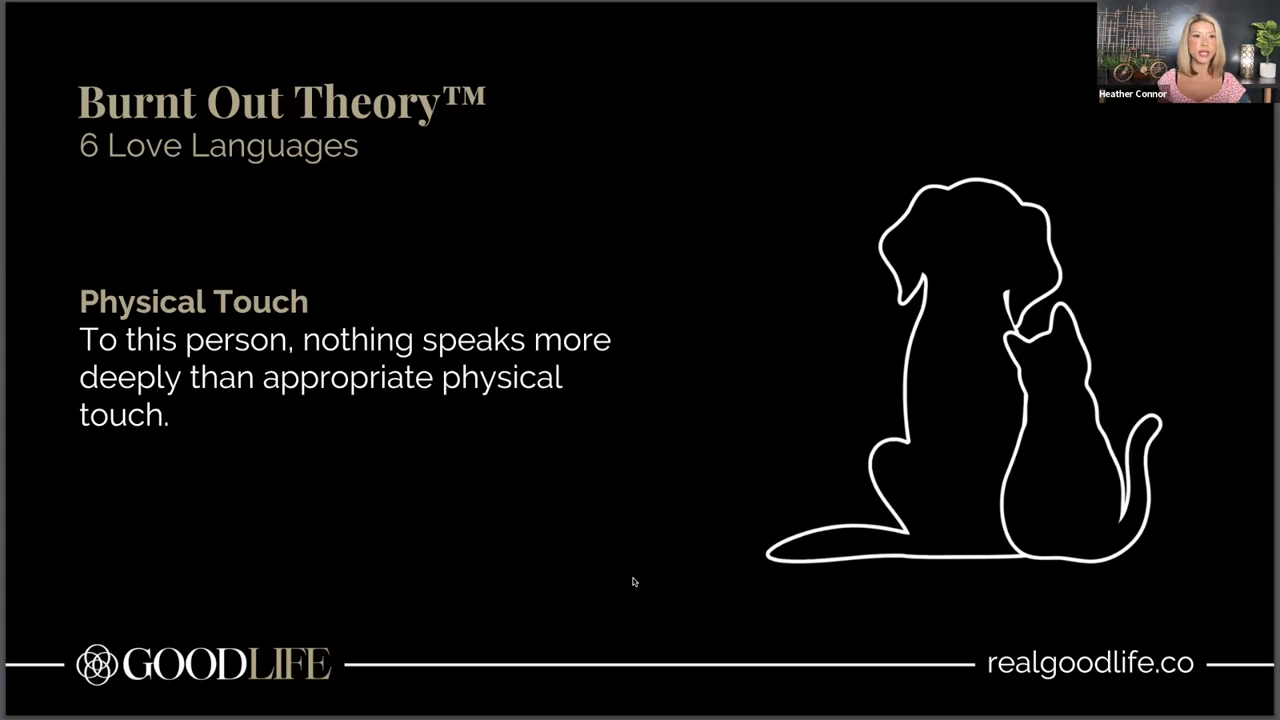 Heather Connor
Burnt Out Theory™
6 Love Languages
Physical Touch
To this person, nothing speaks more
deeply than appropriate physical
touch.
GOODLIFE
realgoodlife.co